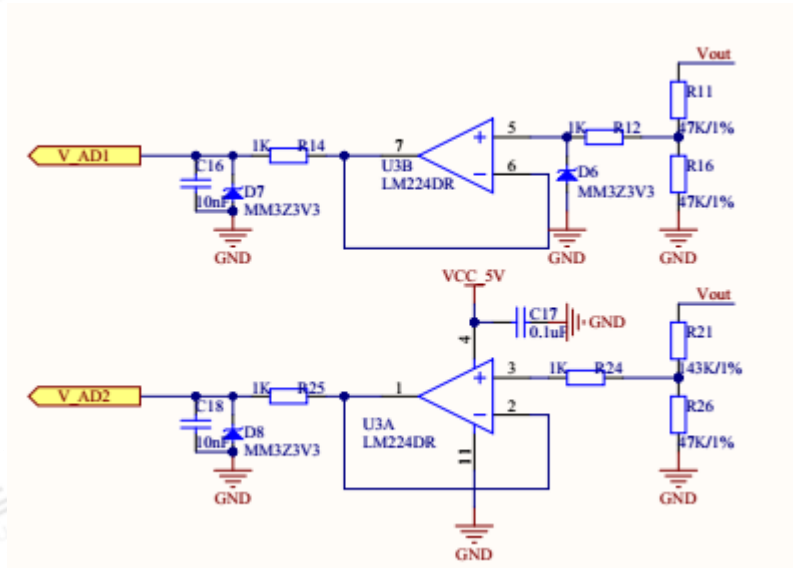 Vout
R11
47K/1%
V_AD1
1K R14
7
5
1K R12
C16
D7
10nF
MM3Z3V3
U3B
LM224DR
6
D6
MM3Z3V3
R16
47K/1%
GND
GND
GND
VCC_5V
C17
0.1uF
GND
Vout
R21
143K/1%
4
V_AD2
1K R25
1
3
1K R24
C18
D8
10nF
MM3Z3V3
U3A
LM224DR
2
11
R26
47K/1%
GND
GND
GND